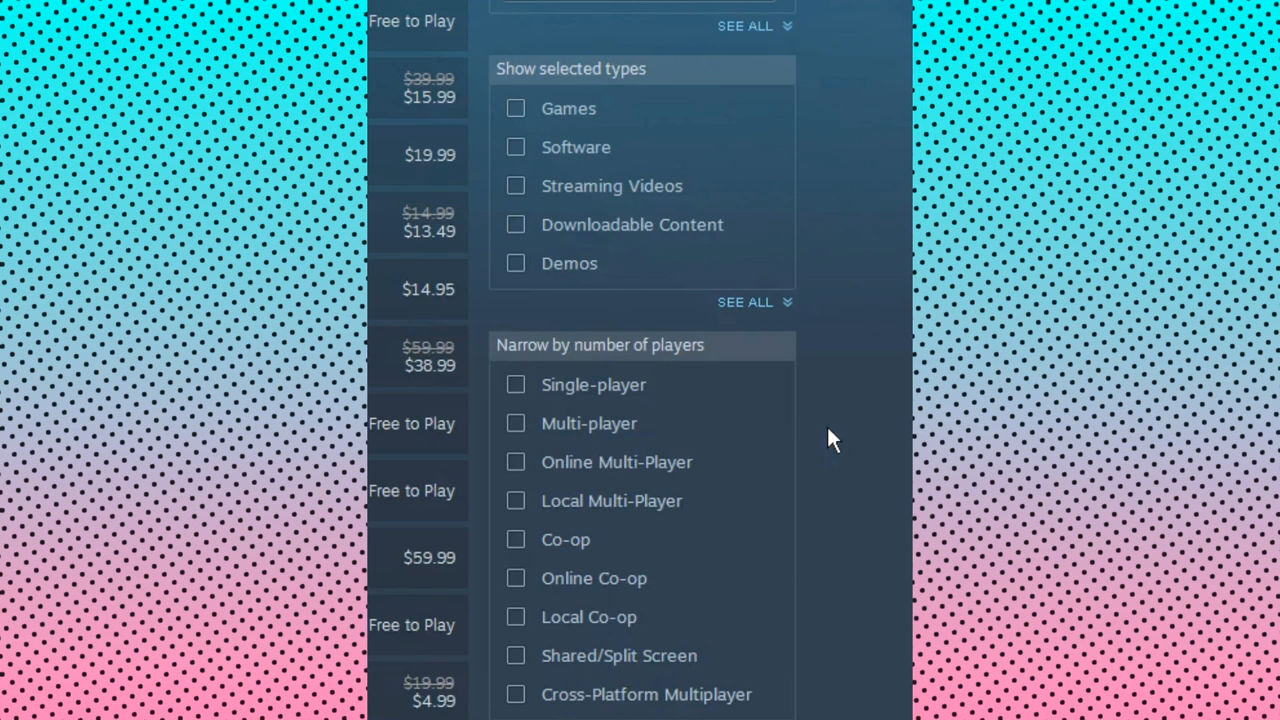 Free to Play
$39.99
$15.99
$19.99
$14.99
$13.49
$14.95
$59.99
$38.99
Free to Play
Free to Play
$59.99
Free to Play
$19.99
$4.99
SEE ALL
Show selected types
Games
Software
Streaming Videos
Downloadable Content
Demos
SEE ALL
Narrow by number of players
Single-player
Multi-player
Online Multi-Player
Local Multi-Player
Co-op
Online Co-op
Local Co-op
Shared/Split Screen
Cross-Platform Multiplayer